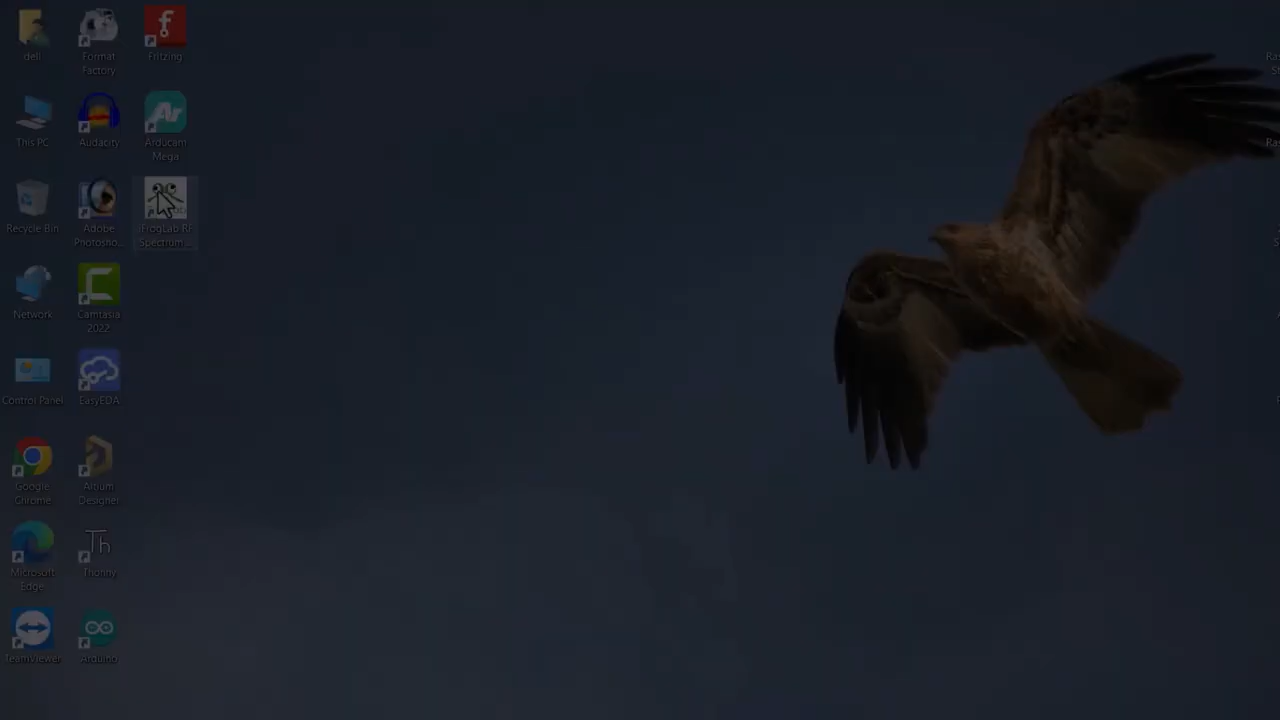 dell
Format
Factory
Fritzing
This PC
Audacity
Arducam
Mega
Recycle Bin
Adobe
Photosho...
iFrogLab RF
Spectrum...
Network
Camtasia
2022
Control Panel
EasyEDA
Google
Chrome
Altium
Designer
Microsoft
Edge
Thonny
TeamViewer
Arduino